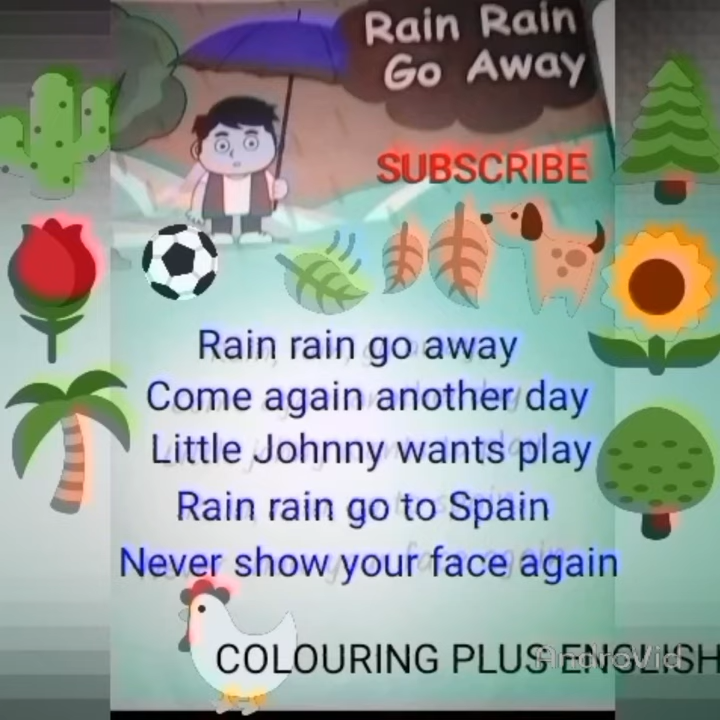 Rain Rain
Go Away
SUBSCRIBE
Rain rain go away
Come again another day
Little Johnny wants play
Rain rain go to Spain
Never show your face again
COLOURING PLUS ENGLISH
AndroVid